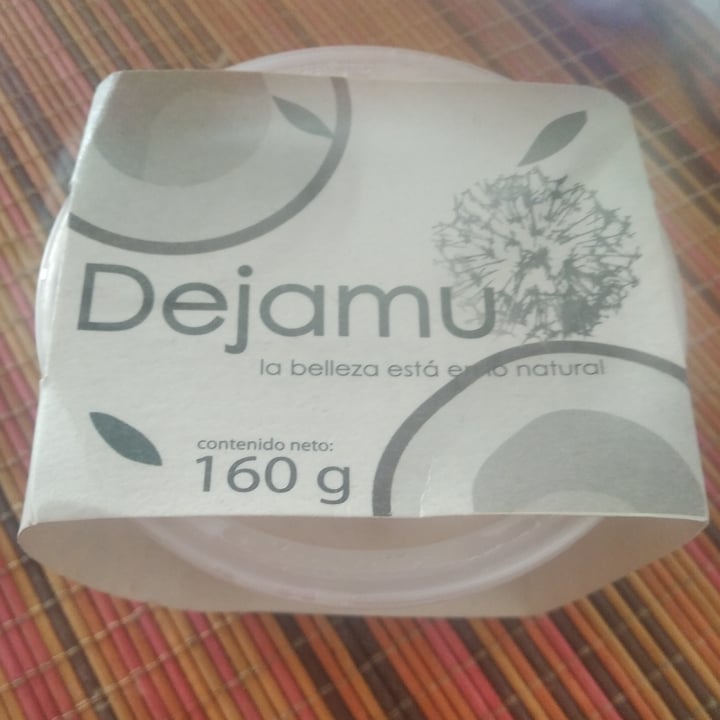 Dejamu
la belleza está en lo natural
contenido neto:
160 g